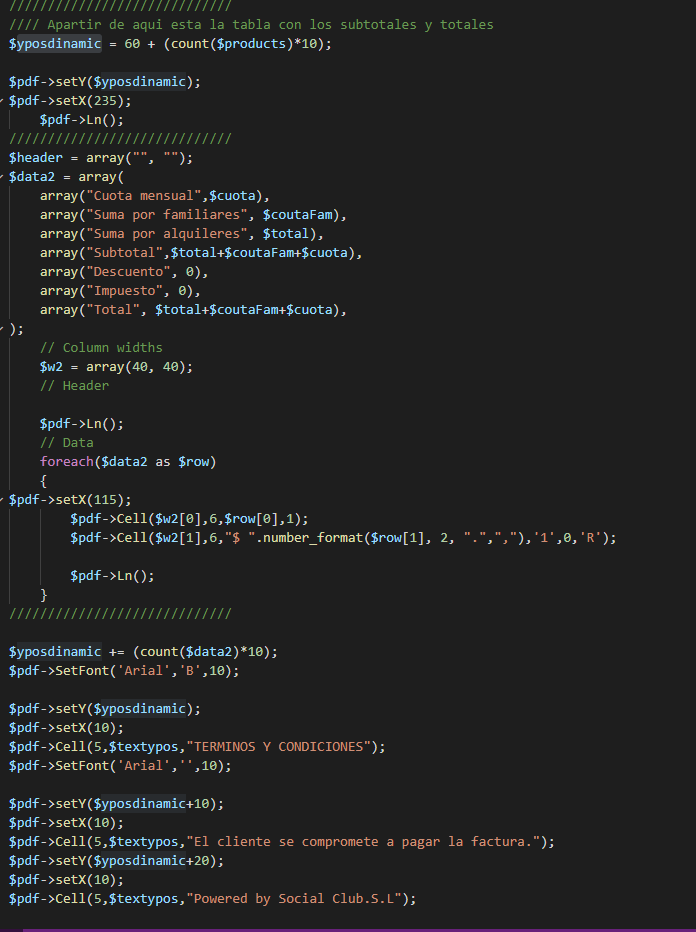 /////////////////////////////
//// Apartir de aqui esta la tabla con los subtotales y totales
$yposdinamic = 60 + (count($products)*10);
$pdf->setY($yposdinamic);
$pdf->setX(235);
$pdf->Ln();
/////////////////////////////
$header = array("", "");
$data2 = array(
array("Cuota mensual",$cuota),
array("Suma por familiares", $coutaFam),
array("Suma por alquileres", $total),
array("Subtotal",$total+$coutaFam+$cuota),
array("Descuento", 0),
array("Impuesto", 0),
array("Total", $total+$coutaFam+$cuota),
);
// Column widths
$w2 = array(40, 40);
// Header
$pdf->Ln();
// Data
foreach($data2 as $row)
{
$pdf->setX(115);
$pdf->Cell($w2[0],6,$row[0],1);
$pdf->Cell($w2[1],6,"$ ".number_format($row[1], 2, ".",","),'1',0,'R');
$pdf->Ln();
}
/////////////////////////////
$yposdinamic += (count($data2)*10);
$pdf->SetFont('Arial','B',10);
$pdf->setY($yposdinamic);
$pdf->setX(10);
$pdf->Cell(5,$textypos,"TERMINOS Y CONDICIONES");
$pdf->SetFont('Arial','',10);
$pdf->setY($yposdinamic+10);
$pdf->setX(10);
$pdf->Cell(5,$textypos,"El cliente se compromete a pagar la factura.");
$pdf->setY($yposdinamic+20);
$pdf->setX(10);
$pdf->Cell(5,$textypos,"Powered by Social Club.S.L");